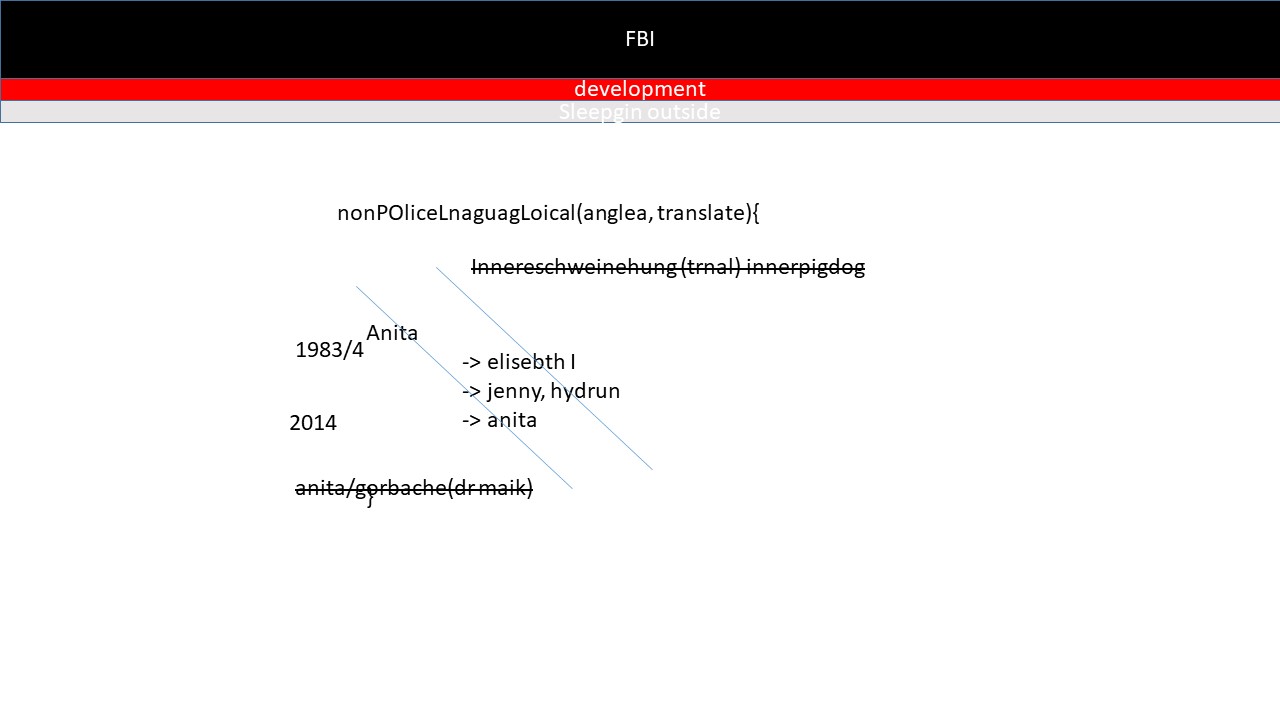 FBI
development
Sleepgin outside
nonPOliceLnaguagLoical(anglea, translate){
Innereschweinehung (trnal) innerpigdog
Anita
1983/4
-> elisebth I
-> jenny, hydrun
-> anita
2014
anita/gorbache(dr maik)
}